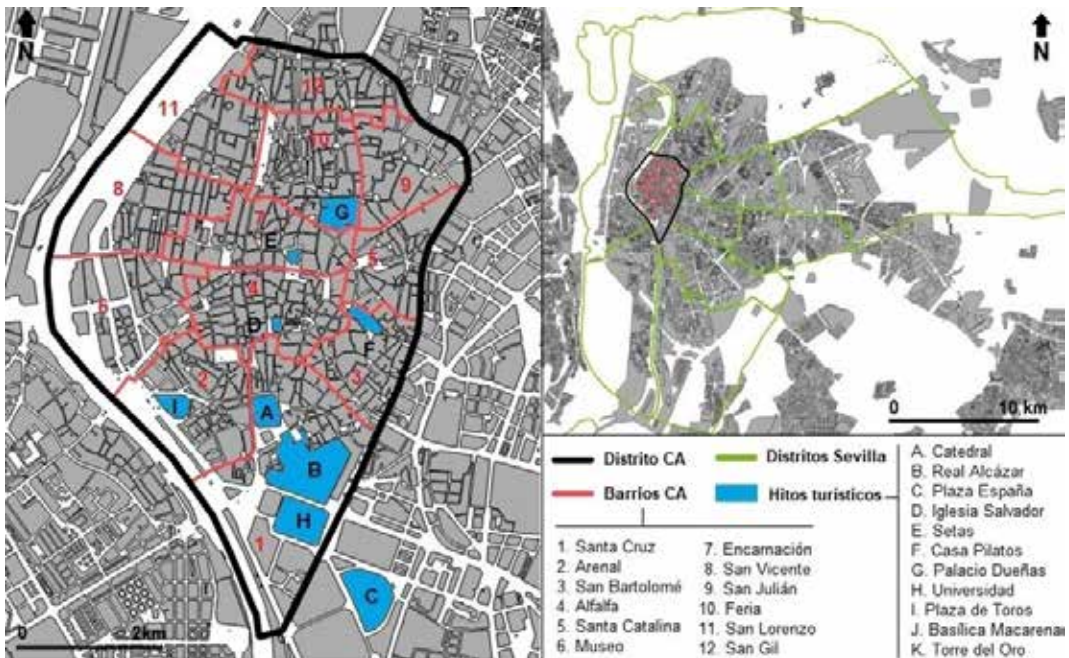 N
11
12
10
9
8
7
G
E
5
6
4
D
F
2
3
I
A
B
H
1
C
0 2km
N
0 10 km
Distrito CA
Distritos Sevilla
Barrios CA
Hitos turísticos
1. Santa Cruz
2. Arenal
3. San Bartolomé
4. Alfalfa
5. Santa Catalina
6. Museo
7. Encarnación
8. San Vicente
9. San Julián
10. Feria
11. San Lorenzo
12. San Gil
A. Catedral
B. Real Alcázar
C. Plaza España
D. Iglesia Salvador
E. Setas
F. Casa Pilatos
G. Palacio Dueñas
H. Universidad
I. Plaza de Toros
J. Basílica Macarena
K. Torre del Oro